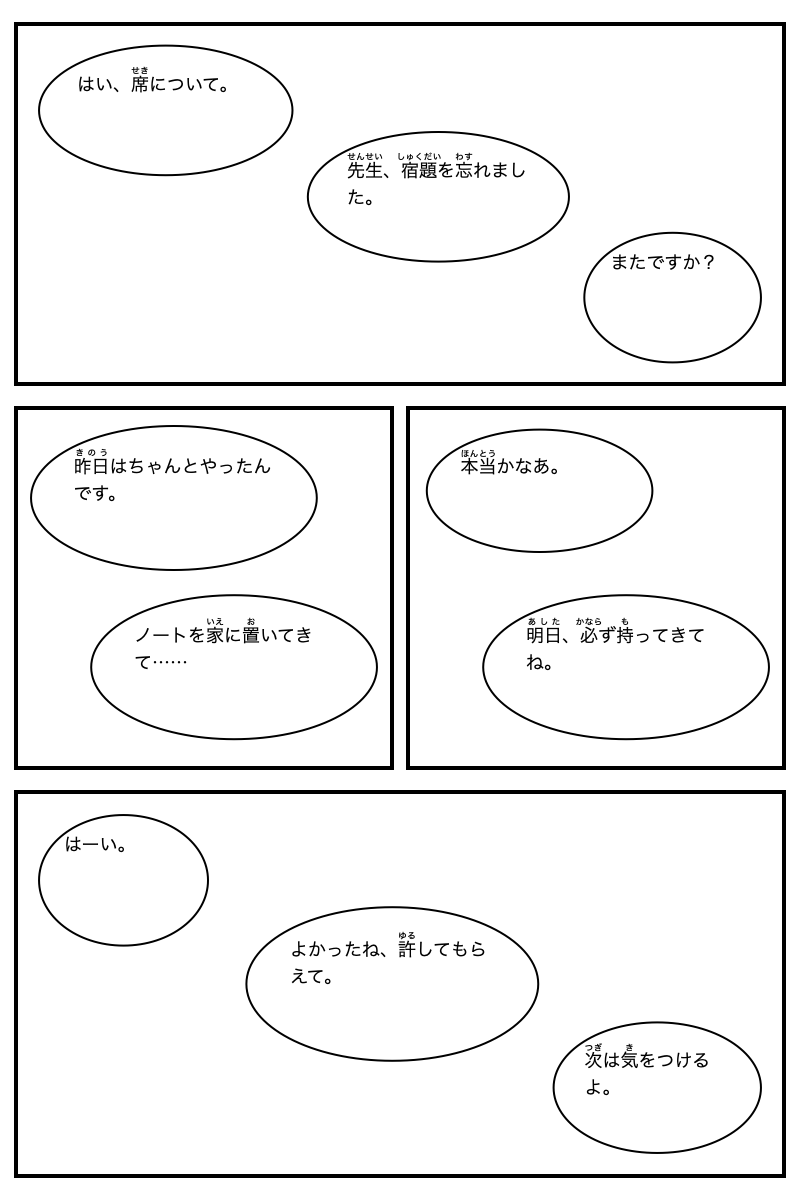 はい、席について。
先生、宿題を忘れまし
た。
またですか？
昨日はちゃんとやったん
です。
ノートを家に置いてき
て……
本当かなあ。
明日、必ず持ってきて
ね。
はーい。
よかったね、許してもら
えて。
次は気をつける
よ。